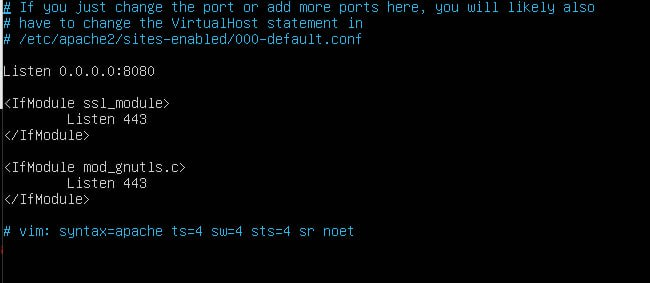 # If you just change the port or add more ports here, you will likely also
# have to change the VirtualHost statement in
# /etc/apache2/sites-enabled/000-default.conf
Listen 0.0.0.0:8080
<IfModule ssl_module>
Listen 443
</IfModule>
<IfModule mod_gnutls.c>
Listen 443
</IfModule>
# vim: syntax=apache ts=4 sw=4 sts=4 sr noet